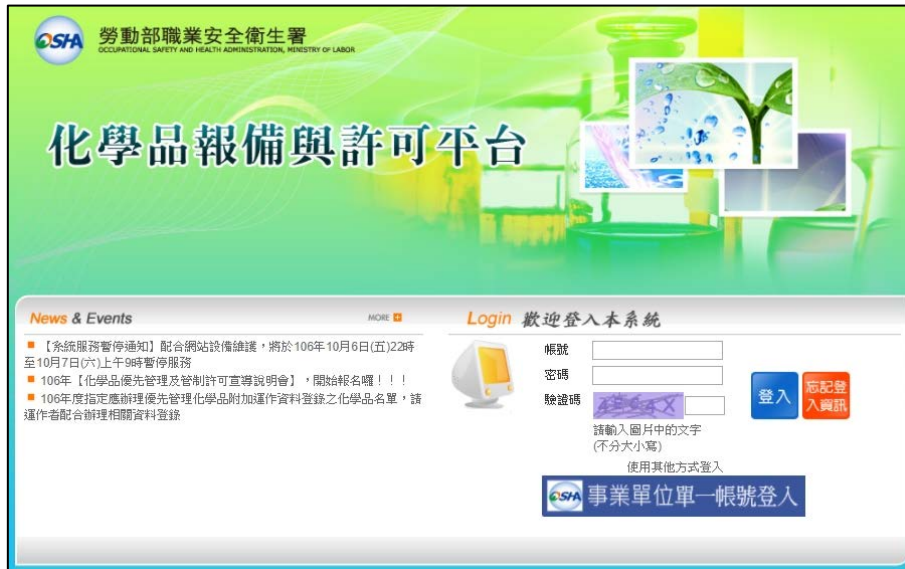 OSHA 勞動部職業安全衛生署
OCCUPATIONAL SAFETY AND HEALTH ADMINISTRATION, MINISTRY OF LABOR
化學品報備與許可平台
News & Events
MORE
【系統服務暫停通知】配合網站設備維護,將於106年10月6日(五)22時
至10月7日(六)上午9時暫停服務
106年【化學品優先管理及管制許可宣導說明會】,開始報名囉!!!
106年度指定應辦理優先管理化學品附加運作資料登錄之化學品名單,請
運作者配合辦理相關資料登錄
Login 歡迎登入本系統
帳號
密碼
驗證碼
請輸入圖片中的文字
(不分大小寫)
登入
忘記登
入資訊
使用其他方式登入
OSHA 事業單位單一帳號登入